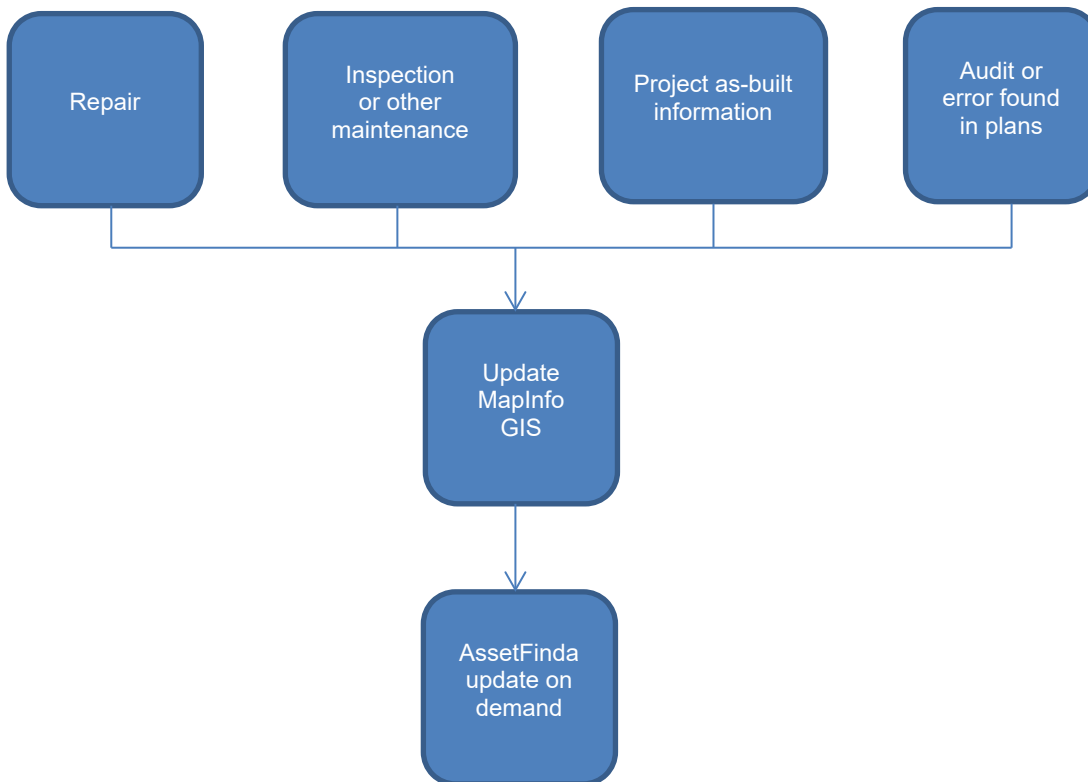 Repair
Inspection
or other
maintenance
Project as-built
information
Audit or
error found
in plans
Update
MapInfo
GIS
AssetFinda
update on
demand